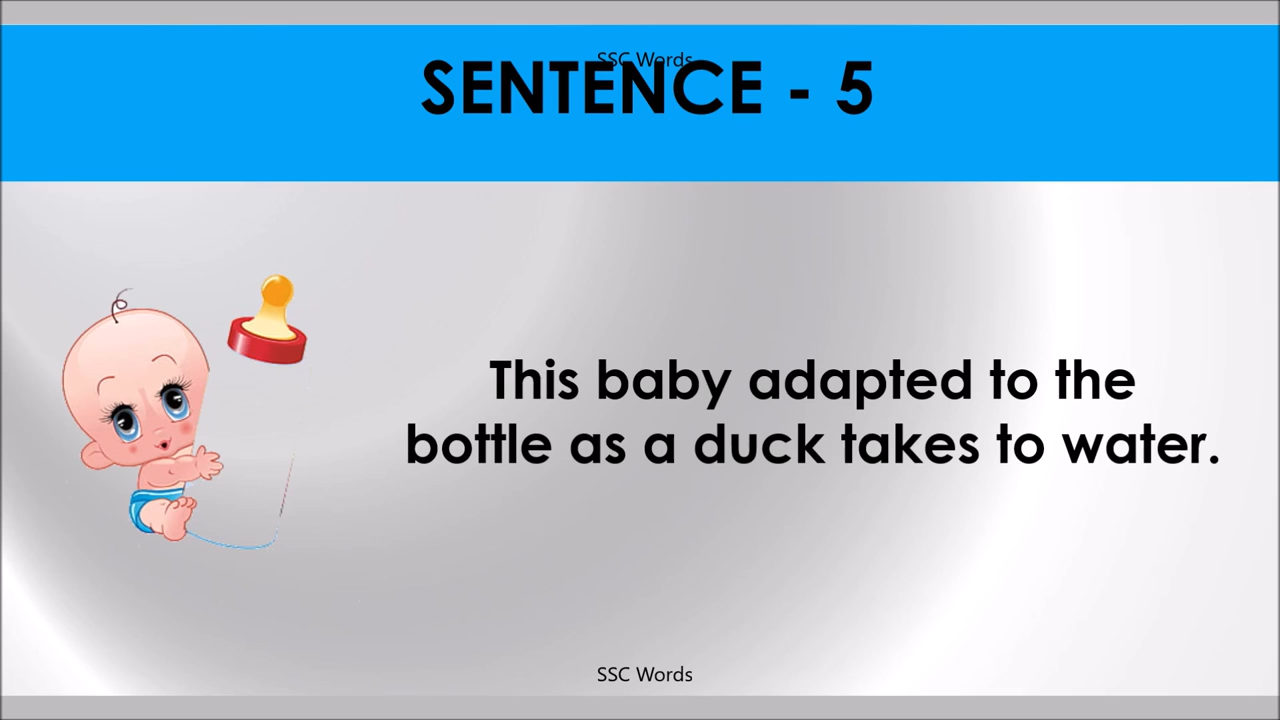 SSC Words
SENTENCE - 5
This baby adapted to the
bottle as a duck takes to water.
SSC Words